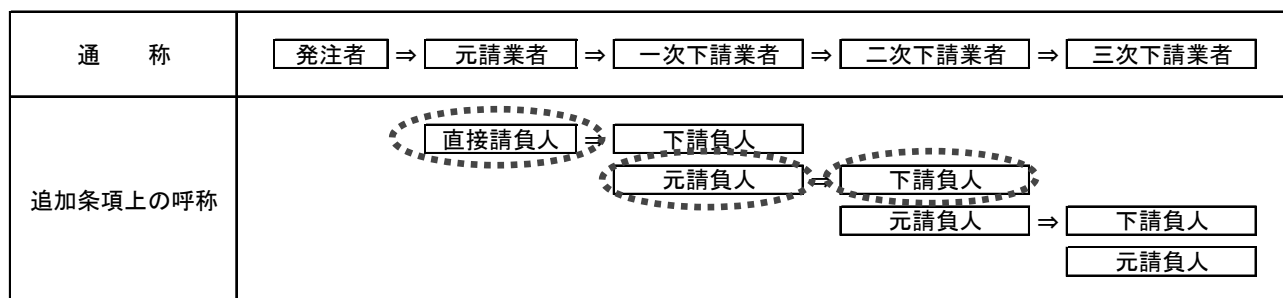 通　　称
発注者 ⇒ 元請業者 ⇒ 一次下請業者 ⇒ 二次下請業者 ⇒ 三次下請業者
追加条項上の呼称
直接請負人 ⇒ 下請負人
元請負人 ⇒ 下請負人
元請負人 ⇒ 下請負人
元請負人